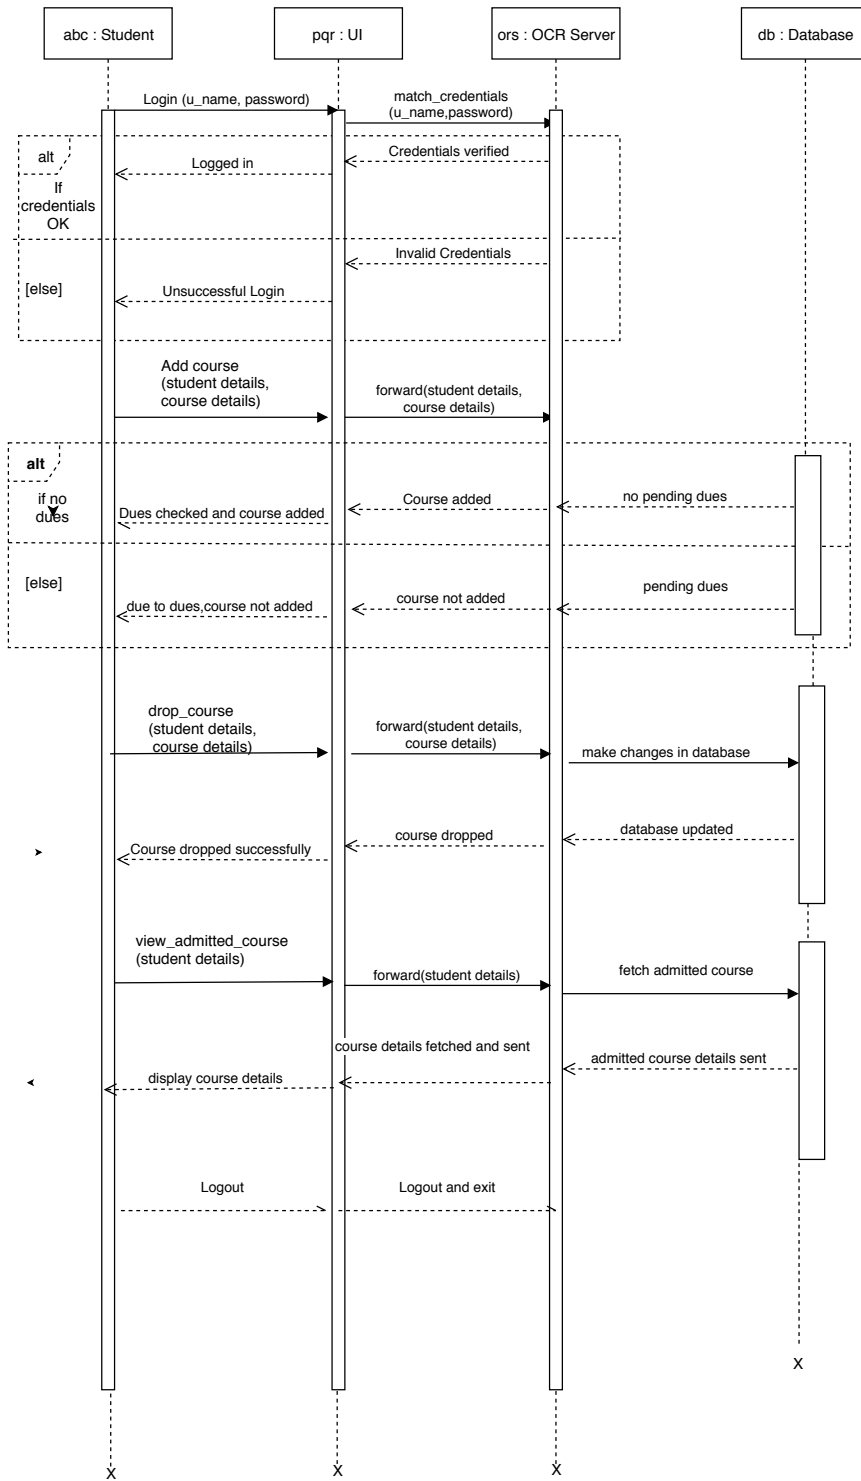 abc : Student
pqr : UI
ors : OCR Server
db : Database
Login (u_name, password)
match_credentials
(u_name,password)
alt
Credentials verified
Logged in
If
credentials
OK
Invalid Credentials
[else]
Unsuccessful Login
Add course
(student details,
course details)
forward(student details,
course details)
alt
if no
dues
Dues checked and course added
Course added
no pending dues
[else]
due to dues,course not added
course not added
pending dues
drop_course
(student details,
course details)
forward(student details,
course details)
make changes in database
database updated
course dropped
Course dropped successfully
view_admitted_course
(student details)
forward(student details)
fetch admitted course
course details fetched and sent
admitted course details sent
display course details
Logout
Logout and exit
X
X
X
X